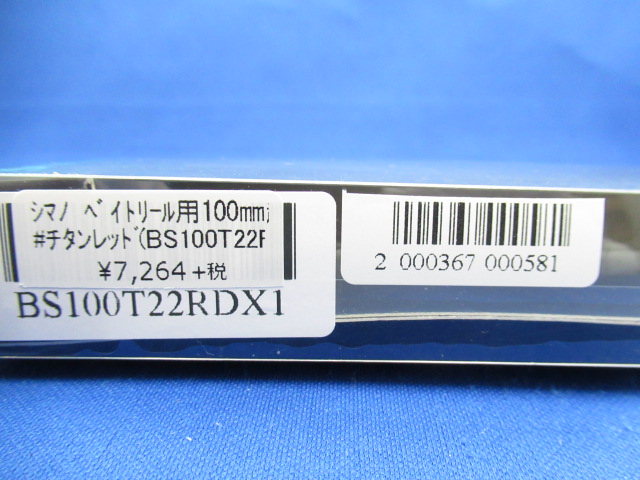 シマノ ベイトリール用100mm
#チタンレッド(BS100T22R
¥7,264+税
BS100T22RDX1
2 000367 000581